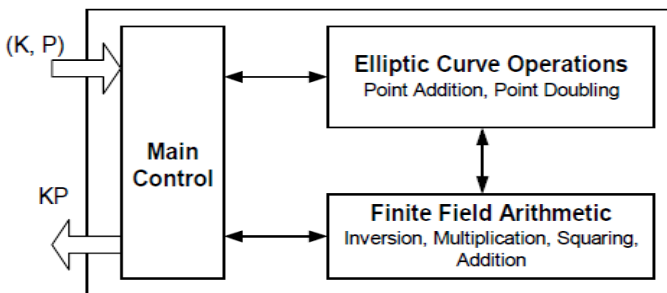 (K, P)
Elliptic Curve Operations
Point Addition, Point Doubling
Main
Control
KP
Finite Field Arithmetic
Inversion, Multiplication, Squaring,
Addition